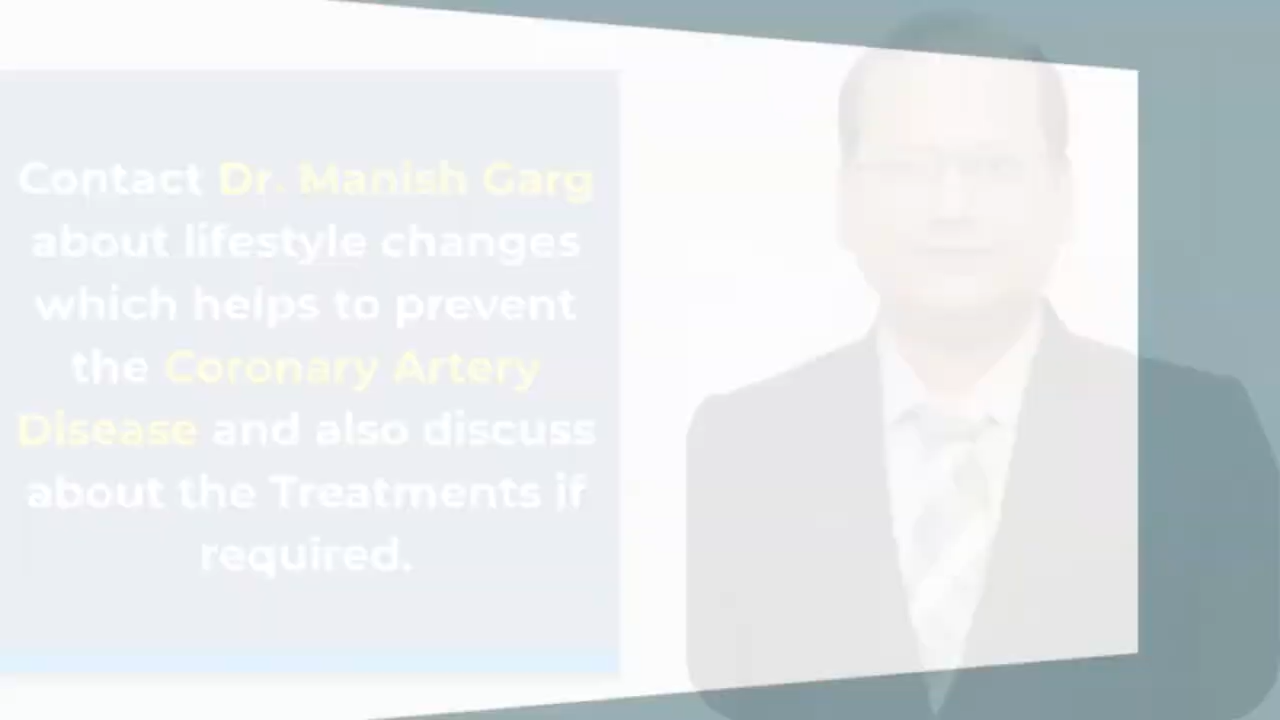 Contact Dr. Manish Garg
about lifestyle changes
which helps to prevent
the Coronary Artery
Disease and also discuss
about the Treatments if
required.